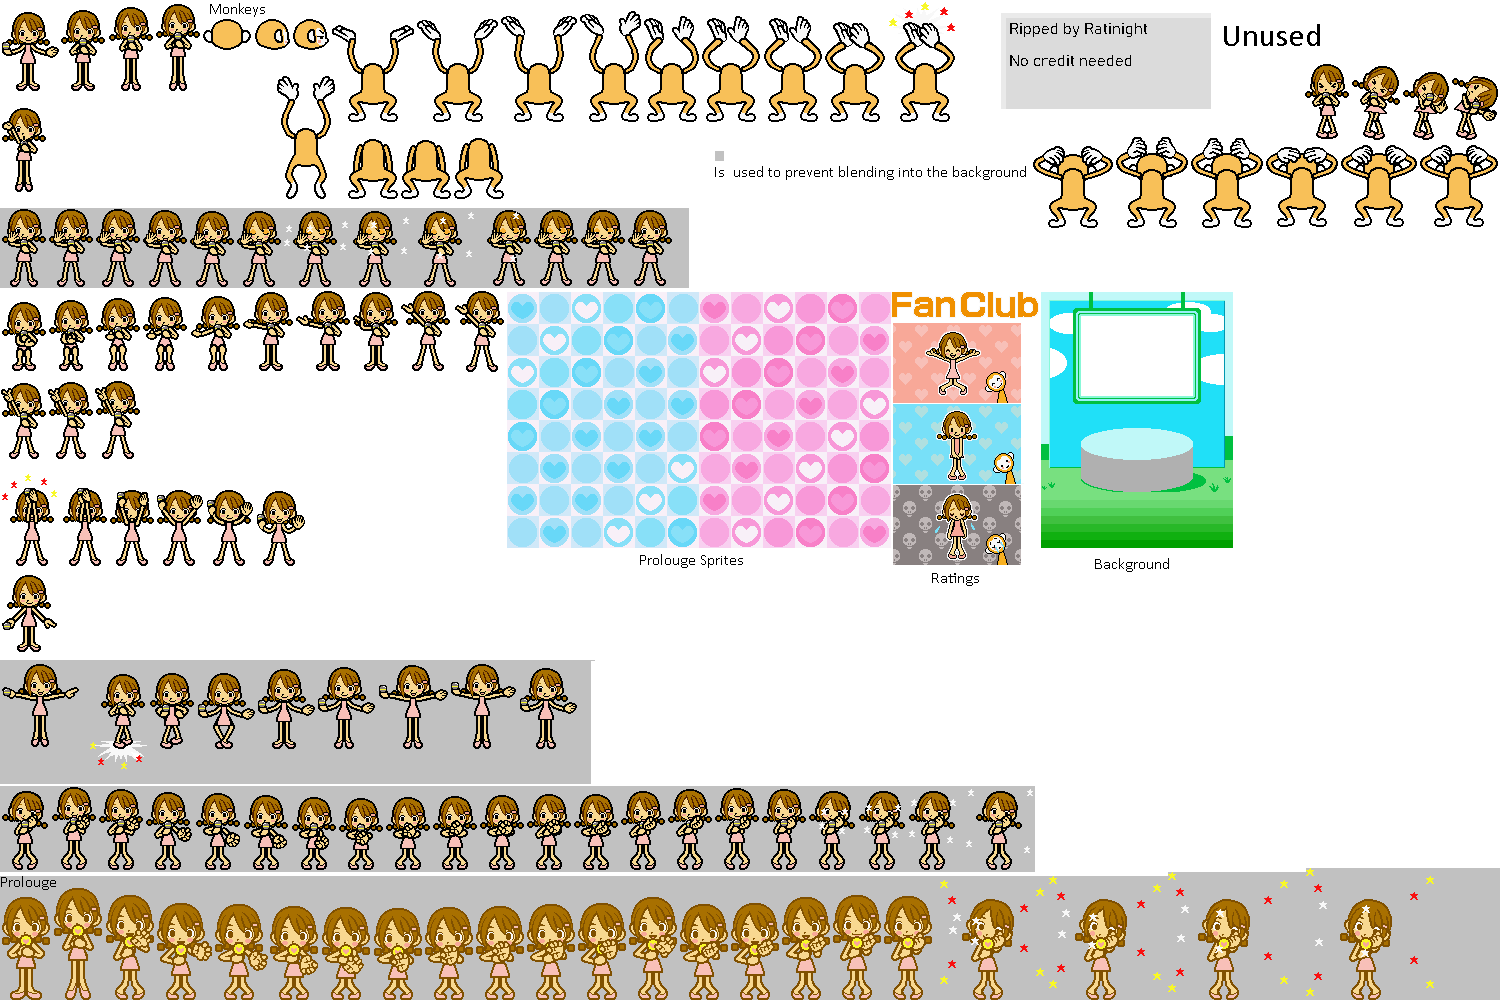 Monkeys
Ripped by Ratinight
No credit needed
Unused
Is used to prevent blending into the background
Fan Club
Prolouge Sprites
Ratings
Background
Prolouge